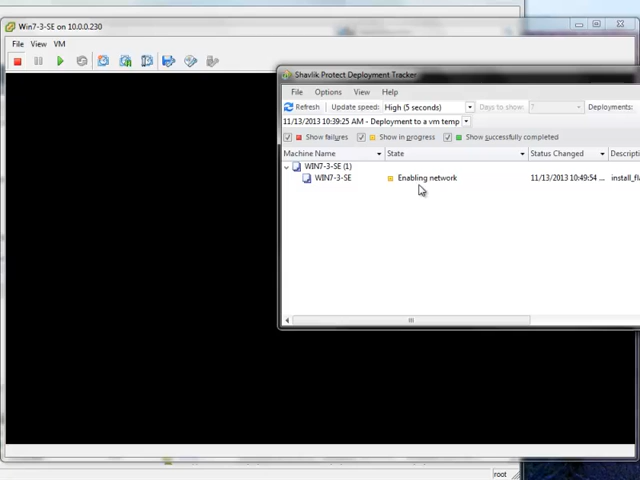 Win7-3-SE on 10.0.0.230
File View VM
Shavlik Protect Deployment Tracker
File Options View Help
Refresh Update speed: High (5 seconds) Days to show: 7 Deployments:
11/13/2013 10:39:25 AM - Deployment to a vm temp
Show failures Show in progress Show successfully completed
Machine Name State Status Changed Descripti
WIN7-3-SE (1)
WIN7-3-SE Enabling network 11/13/2013 10:49:54 ... install_fl
root